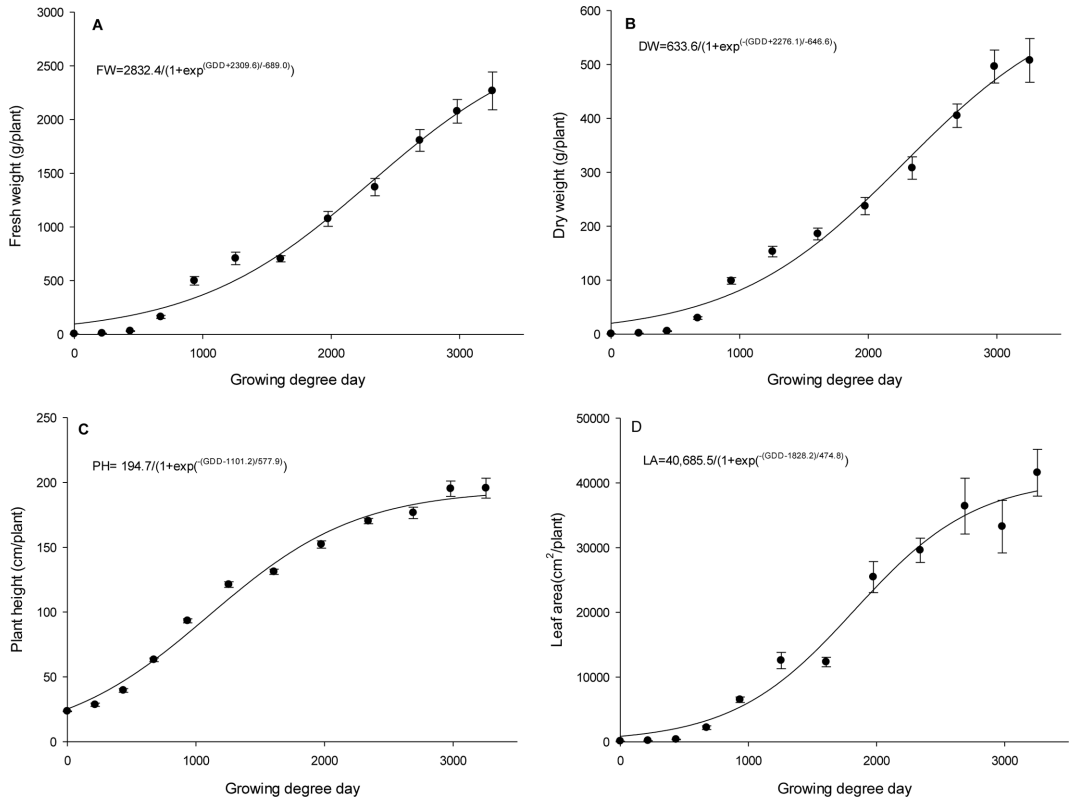 A
FW=2832.4/(1+exp(GDD+2309.6)/-689.0))
Fresh weight (g/plant)
3000
2500
2000
1500
1000
500
0
0 1000 2000 3000
Growing degree day
B
DW=633.6/(1+exp(-(GDD+2276.1)/-646.6))
Dry weight (g/plant)
600
500
400
300
200
100
0
0 1000 2000 3000
Growing degree day
C
PH= 194.7/(1+exp(-(GDD-1101.2)/577.9))
Plant height (cm/plant)
250
200
150
100
50
0
0 1000 2000 3000
Growing degree day
D
LA=40,685.5/(1+exp(-(GDD-1828.2)/474.8)
Leaf area(cm2/plant)
50000
40000
30000
20000
10000
0
0 1000 2000 3000
Growing degree day